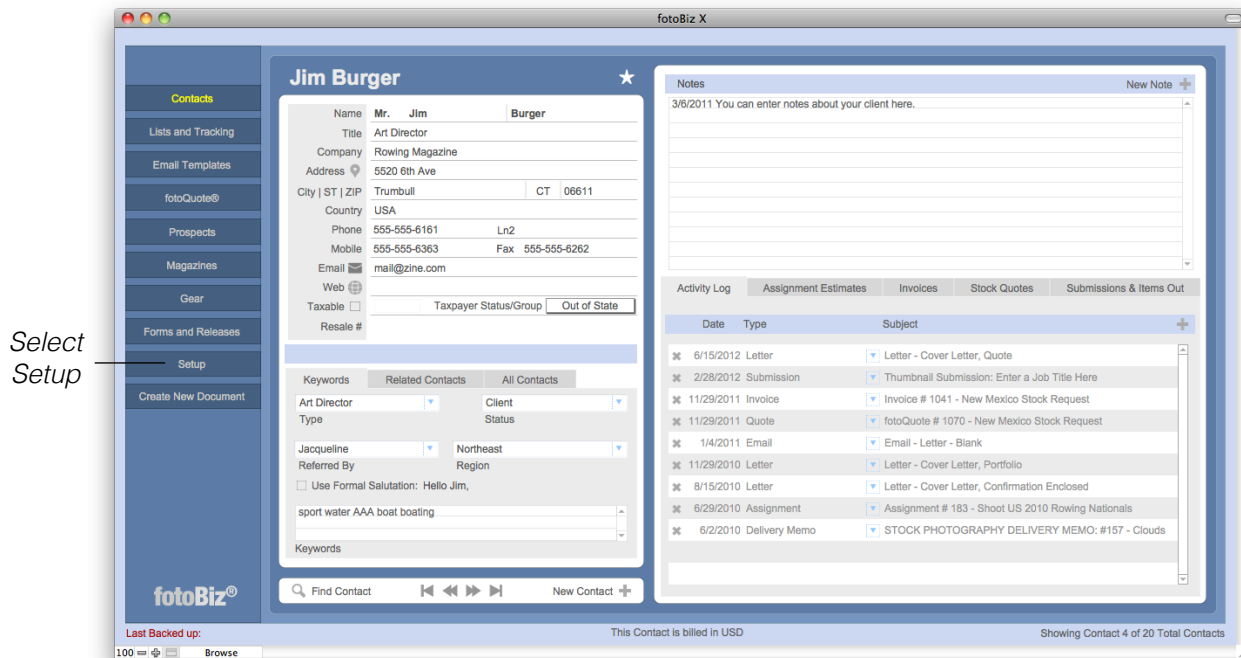 fotoBiz X
Select
Setup
Contacts
Lists and Tracking
Email Templates
fotoQuote®
Prospects
Magazines
Gear
Forms and Releases
Setup
Create New Document
fotoBiz®
Jim Burger
Name Mr. Jim Burger
Title Art Director
Company Rowing Magazine
Address 5520 6th Ave
City | ST | ZIP Trumbull CT 06611
Country USA
Phone 555-555-6161 Ln2
Mobile 555-555-6363 Fax 555-555-6262
Email mail@zine.com
Web
Taxable Taxpayer Status/Group Out of State
Resale #
Keywords Related Contacts All Contacts
Art Director Client
Type Status
Jacqueline Northeast
Referred By Region
Use Formal Salutation: Hello Jim,
sport water AAA boat boating
Keywords
Find Contact New Contact
Notes New Note
3/6/2011 You can enter notes about your client here.
Activity Log Assignment Estimates Invoices Stock Quotes Submissions & Items Out
Date Type Subject
6/15/2012 Letter Letter - Cover Letter, Quote
2/28/2012 Submission Thumbnail Submission: Enter a Job Title Here
11/29/2011 Invoice Invoice # 1041 - New Mexico Stock Request
11/29/2011 Quote fotoQuote # 1070 - New Mexico Stock Request
1/4/2011 Email Email - Letter - Blank
11/29/2010 Letter Letter - Cover Letter, Portfolio
8/15/2010 Letter Letter - Cover Letter, Confirmation Enclosed
6/29/2010 Assignment Assignment # 183 - Shoot US 2010 Rowing Nationals
6/2/2010 Delivery Memo STOCK PHOTOGRAPHY DELIVERY MEMO: #157 - Clouds
Last Backed up: This Contact is billed in USD Showing Contact 4 of 20 Total Contacts
100 Browse